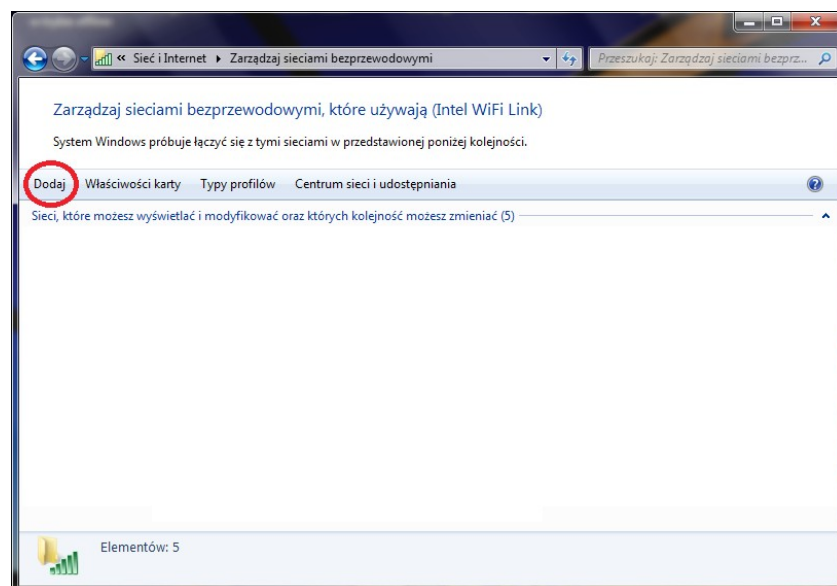 « Sieć i Internet ▸ Zarządzaj sieciami bezprzewodowymi
Przeszukaj: Zarządzaj sieciami bezprz...
Zarządzaj sieciami bezprzewodowymi, które używają (Intel WiFi Link)
System Windows próbuje łączyć się z tymi sieciami w przedstawionej poniżej kolejności.
Dodaj Właściwości karty Typy profilów Centrum sieci i udostępniania
Sieci, które możesz wyświetlać i modyfikować oraz których kolejność możesz zmieniać (5)
Elementów: 5